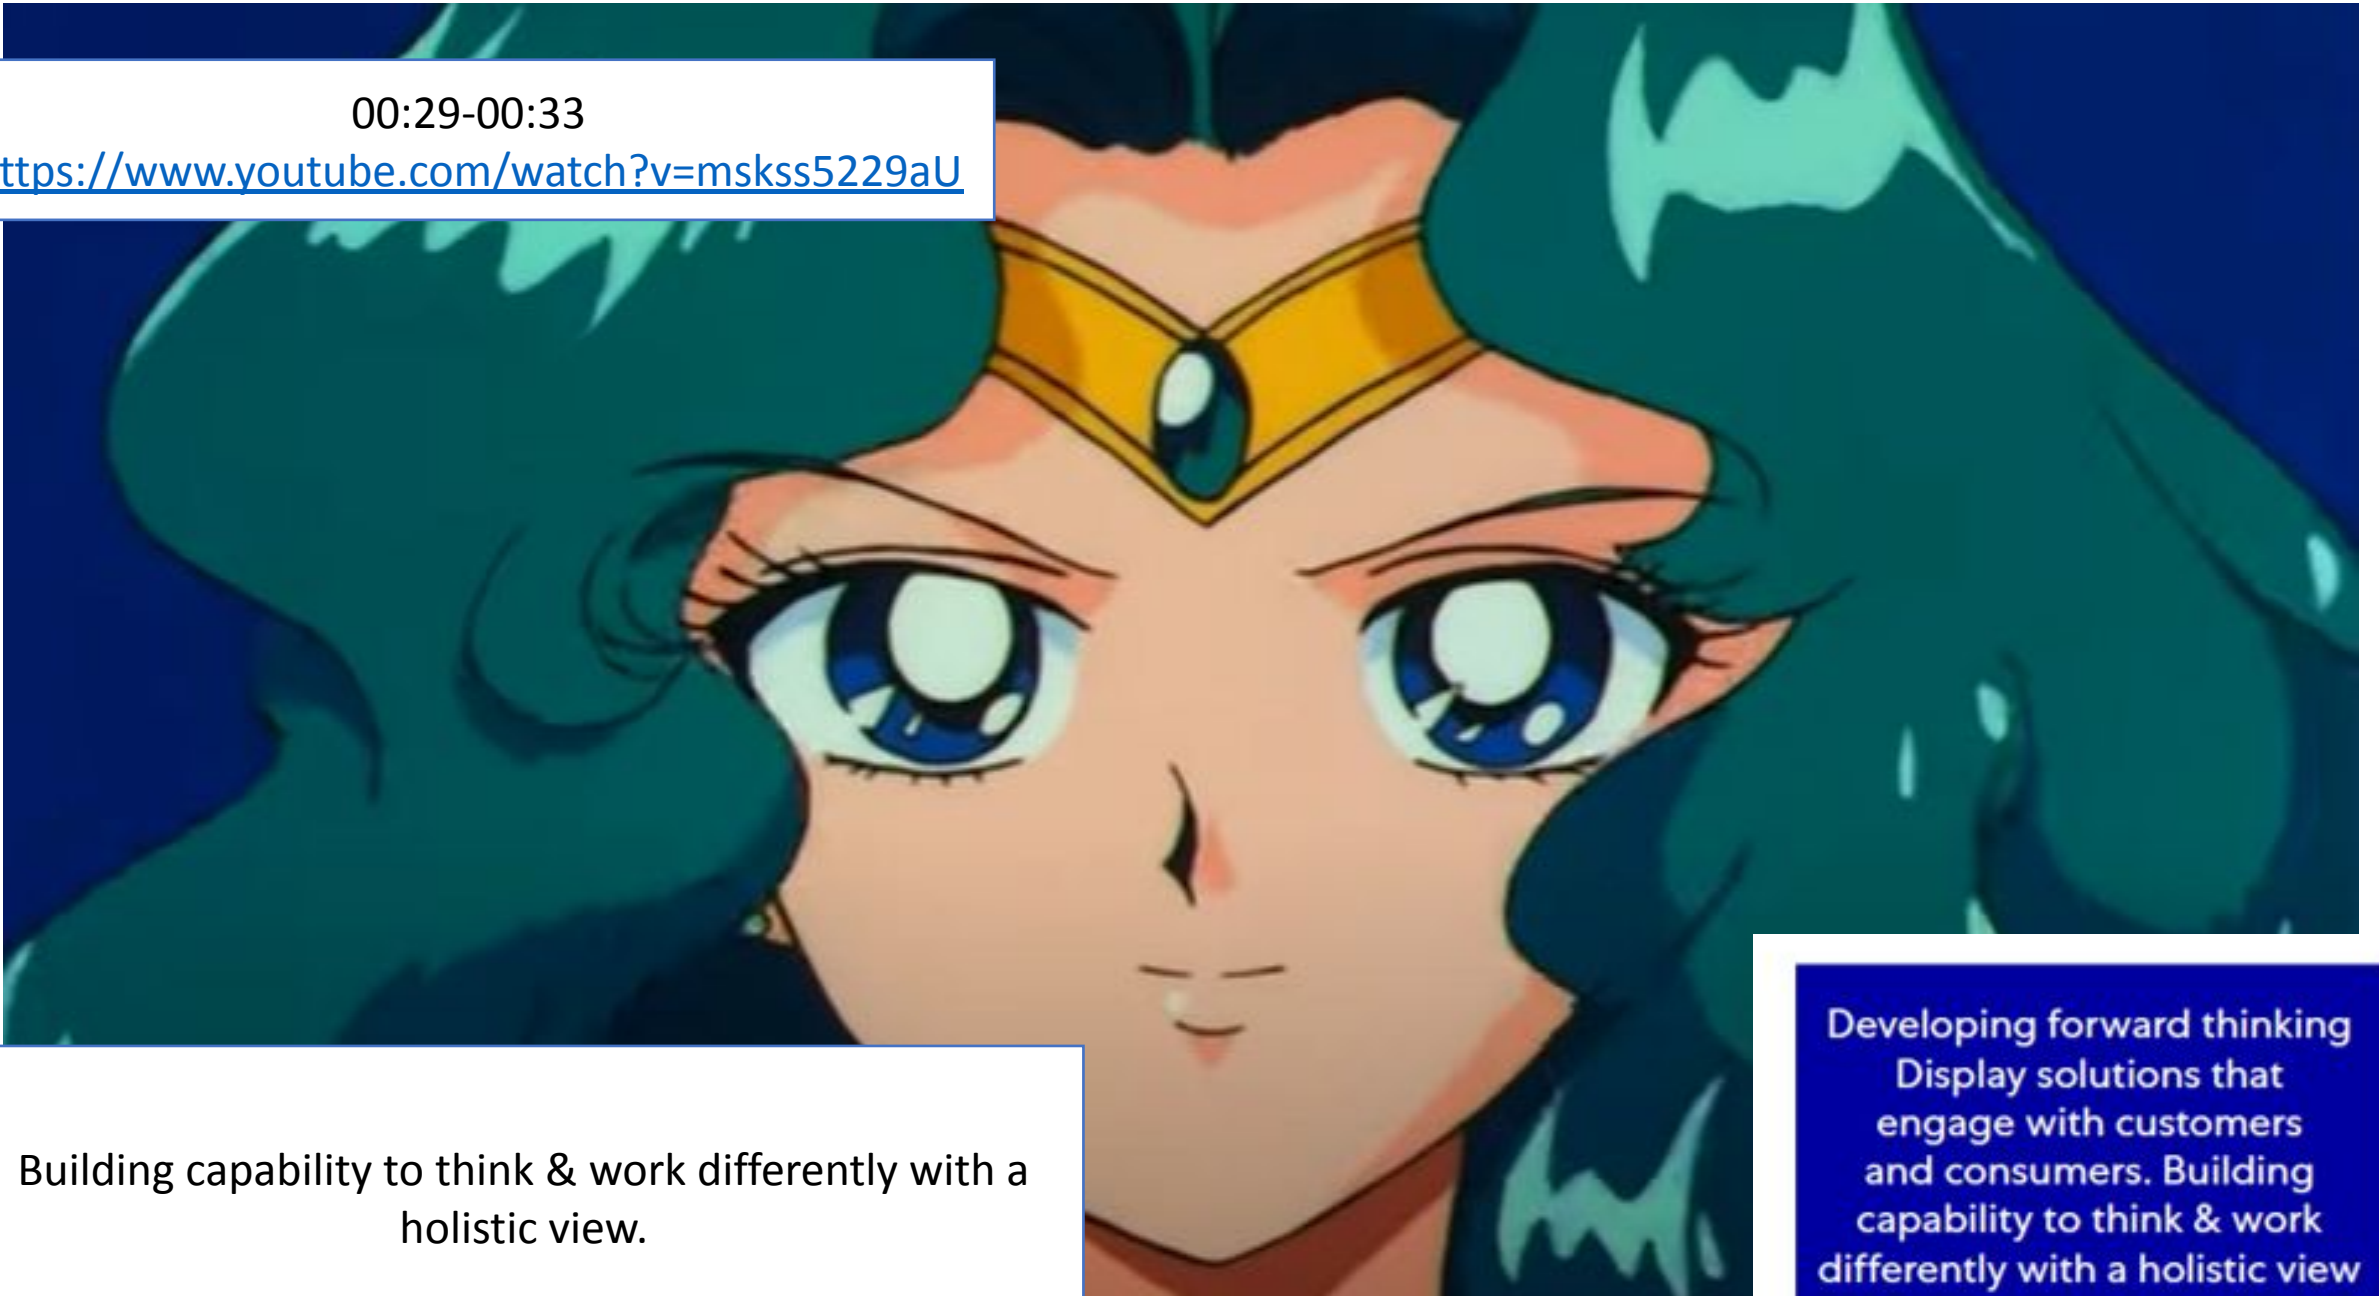 00:29-00:33
ttps://www.youtube.com/watch?v=mskss5229aU
Building capability to think & work differently with a
holistic view.
Developing forward thinking
Display solutions that
engage with customers
and consumers. Building
capability to think & work
differently with a holistic view